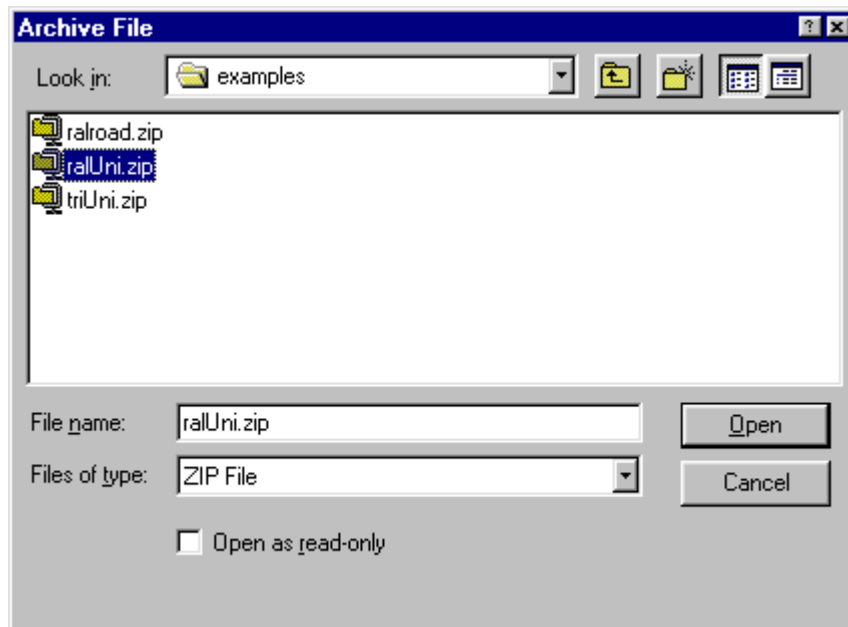 Archive File
Look in: examples
ralroad.zip
ralUni.zip
triUni.zip
File name: ralUni.zip Open
Files of type: ZIP File Cancel
Open as read-only